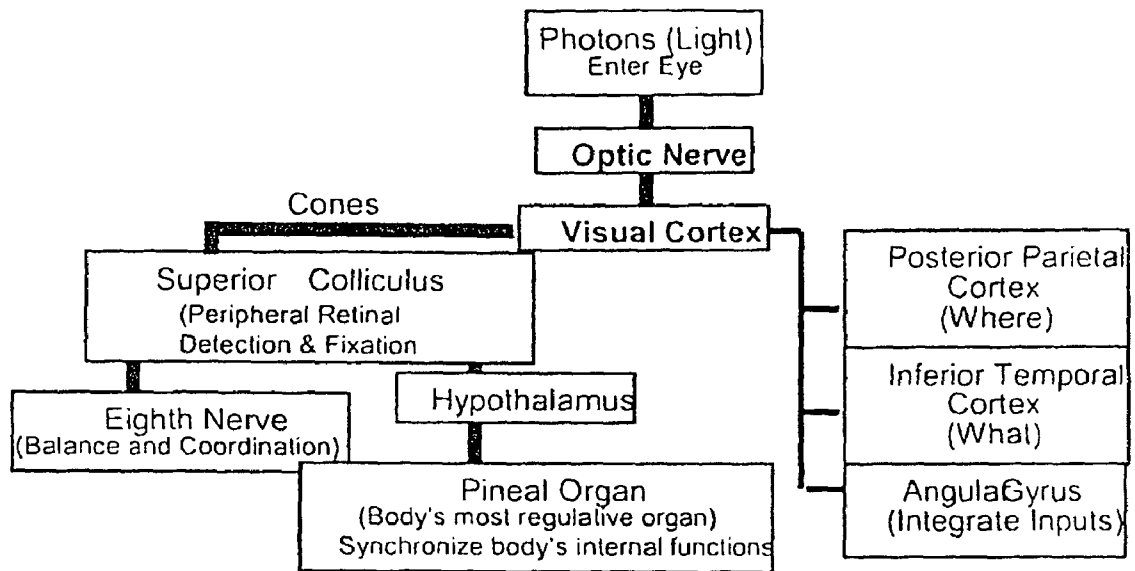 Photons (Light)
Enter Eye
Optic Nerve
Cones
Visual Cortex
Superior Colliculus
(Peripheral Retinal
Detection & Fixation
Posterior Parietal
Cortex
(Where)
Inferior Temporal
Cortex
(What)
Eighth Nerve
(Balance and Coordination)
Hypothalamus
Pineal Organ
(Body's most regulative organ)
Synchronize body's internal functions
Angular Gyrus
(Integrate Inputs)